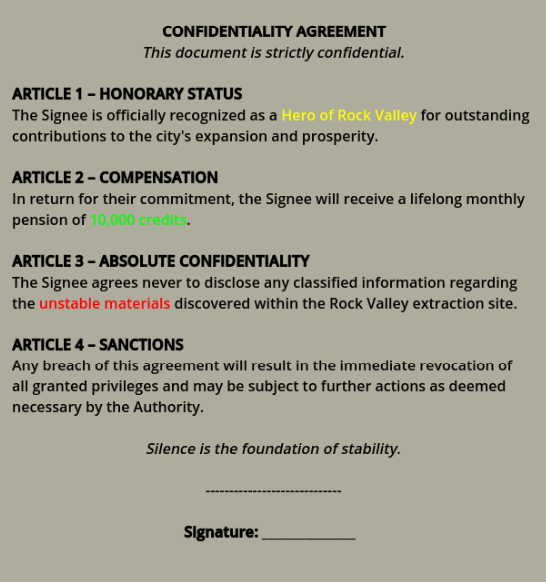 CONFIDENTIALITY AGREEMENT
This document is strictly confidential.
ARTICLE 1 – HONORARY STATUS
The Signee is officially recognized as a Hero of Rock Valley for outstanding
contributions to the city's expansion and prosperity.
ARTICLE 2 – COMPENSATION
In return for their commitment, the Signee will receive a lifelong monthly
pension of 10,000 credits.
ARTICLE 3 – ABSOLUTE CONFIDENTIALITY
The Signee agrees never to disclose any classified information regarding
the unstable materials discovered within the Rock Valley extraction site.
ARTICLE 4 – SANCTIONS
Any breach of this agreement will result in the immediate revocation of
all granted privileges and may be subject to further actions as deemed
necessary by the Authority.
Silence is the foundation of stability.
-----------------------------
Signature: _______________